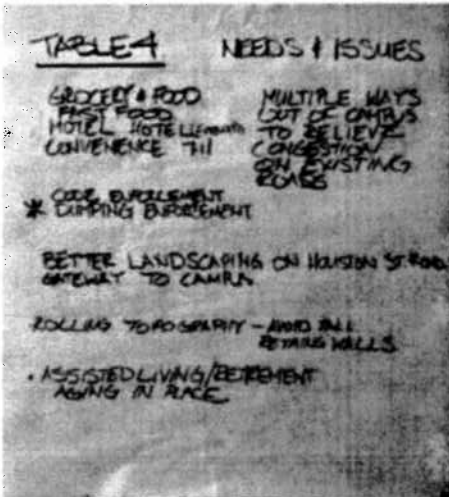 TABLE 4
NEEDS & ISSUES
GROCERY & FOOD
FAST FOOD
HOTEL HOTEL
CONVENIENCE 711
MULTIPLE WAYS
OUT OF CAMPUS
TO RELIEVE
CONGESTION
ON EXISTING
ROADS
CODE ENFORCEMENT
* DUMPING ENFORCEMENT
BETTER LANDSCAPING ON HOUSTON ST. ROAD.
GATEWAY TO
ROLLING TOPOGRAPHY - AVOID TALL
RETAING WALLS
• ASSISTED LIVING/RETIREMENT
AGING IN PLACE